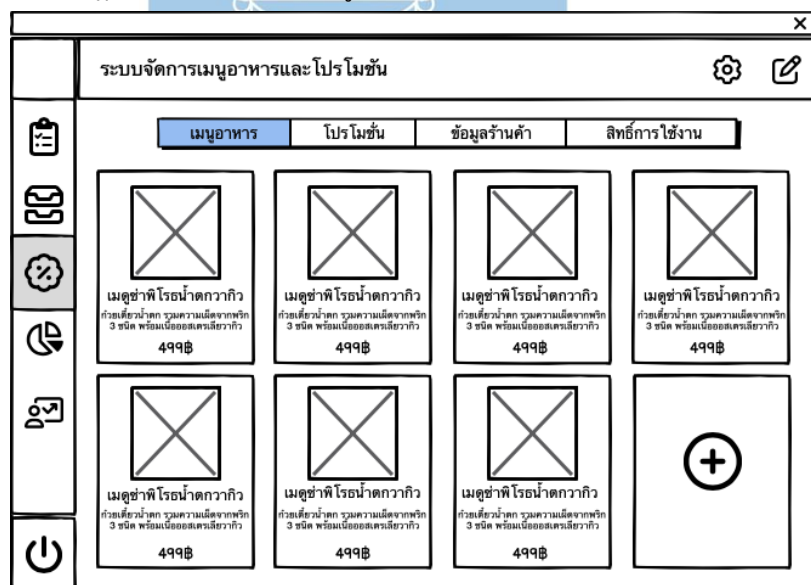 ระบบจัดการเมนูอาหารและโปรโมชัน
เมนูอาหาร
โปรโมชั่น
ข้อมูลร้านค้า
สิทธิ์การใช้งาน
เมดูซ่าพิโรธน้ำตกวากิว
ก๋วยเตี๋ยวน้ำตก รวมความเผ็ดจากพริก
3 ชนิด พร้อมเนื้อออสเตรเลียวากิว
499฿
เมดูซ่าพิโรธน้ำตกวากิว
ก๋วยเตี๋ยวน้ำตก รวมความเผ็ดจากพริก
3 ชนิด พร้อมเนื้อออสเตรเลียวากิว
499฿
เมดูซ่าพิโรธน้ำตกวากิว
ก๋วยเตี๋ยวน้ำตก รวมความเผ็ดจากพริก
3 ชนิด พร้อมเนื้อออสเตรเลียวากิว
499฿
เมดูซ่าพิโรธน้ำตกวากิว
ก๋วยเตี๋ยวน้ำตก รวมความเผ็ดจากพริก
3 ชนิด พร้อมเนื้อออสเตรเลียวากิว
499฿
เมดูซ่าพิโรธน้ำตกวากิว
ก๋วยเตี๋ยวน้ำตก รวมความเผ็ดจากพริก
3 ชนิด พร้อมเนื้อออสเตรเลียวากิว
499฿
เมดูซ่าพิโรธน้ำตกวากิว
ก๋วยเตี๋ยวน้ำตก รวมความเผ็ดจากพริก
3 ชนิด พร้อมเนื้อออสเตรเลียวากิว
499฿
เมดูซ่าพิโรธน้ำตกวากิว
ก๋วยเตี๋ยวน้ำตก รวมความเผ็ดจากพริก
3 ชนิด พร้อมเนื้อออสเตรเลียวากิว
499฿